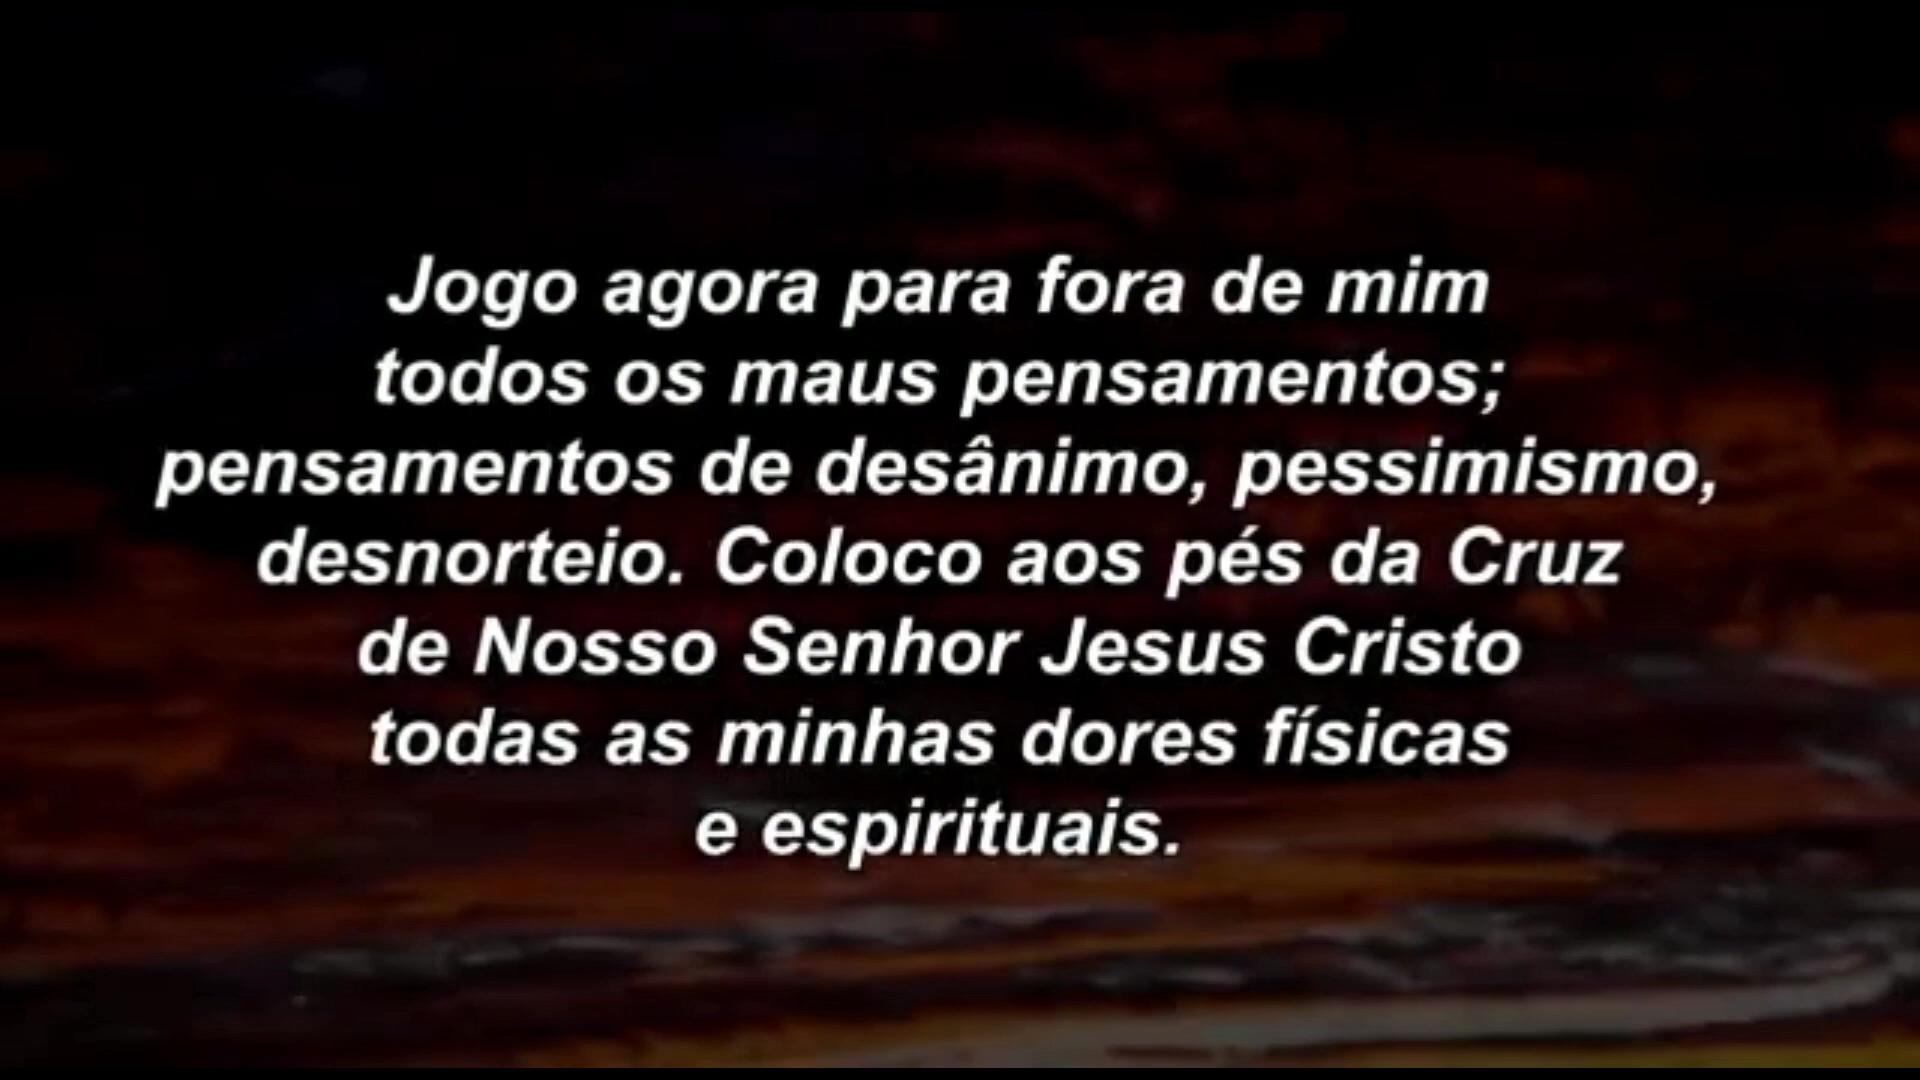 Jogo agora para fora de mim
todos os maus pensamentos;
pensamentos de desânimo, pessimismo,
desnorteio. Coloco aos pés da Cruz
de Nosso Senhor Jesus Cristo
todas as minhas dores físicas
e espirituais.